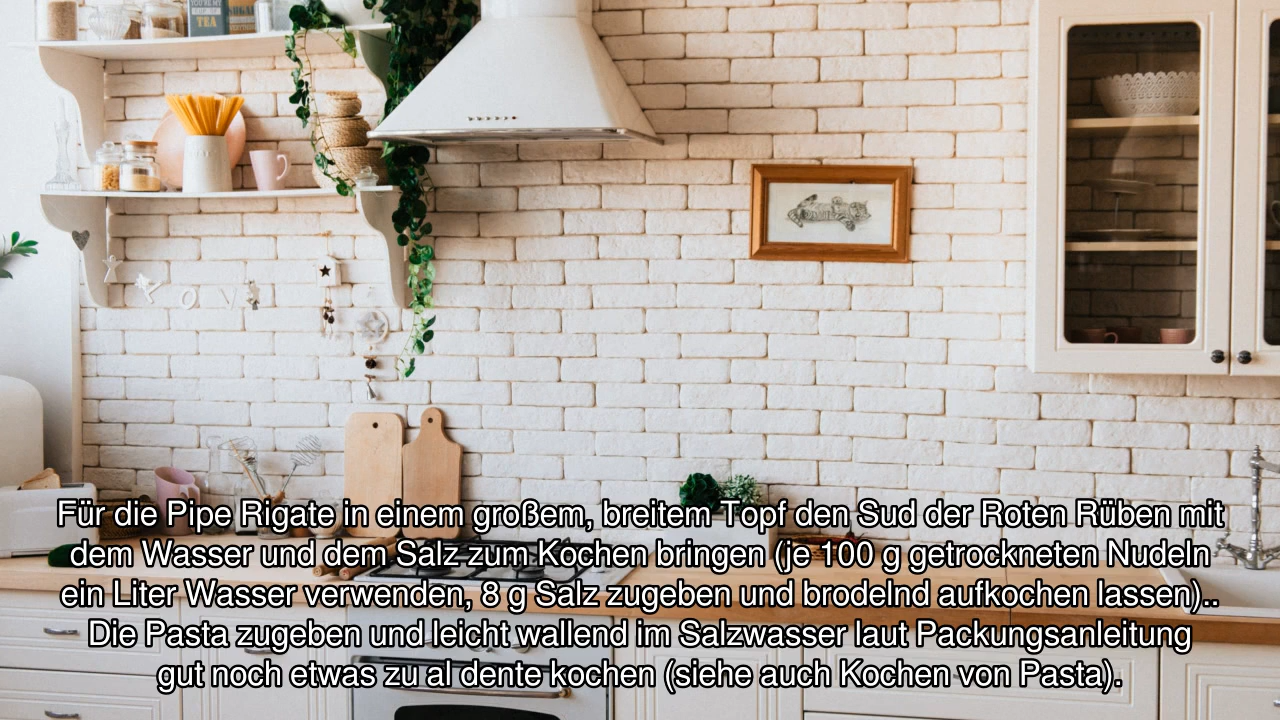 TEA
Für die Pipe Rigate in einem großem, breitem Topf den Sud der Roten Rüben mit
dem Wasser und dem Salz zum Kochen bringen (je 100 g getrockneten Nudeln
ein Liter Wasser verwenden, 8 g Salz zugeben und brodelnd aufkochen lassen)..
Die Pasta zugeben und leicht wallend im Salzwasser laut Packungsanleitung
gut noch etwas zu al dente kochen (siehe auch Kochen von Pasta).